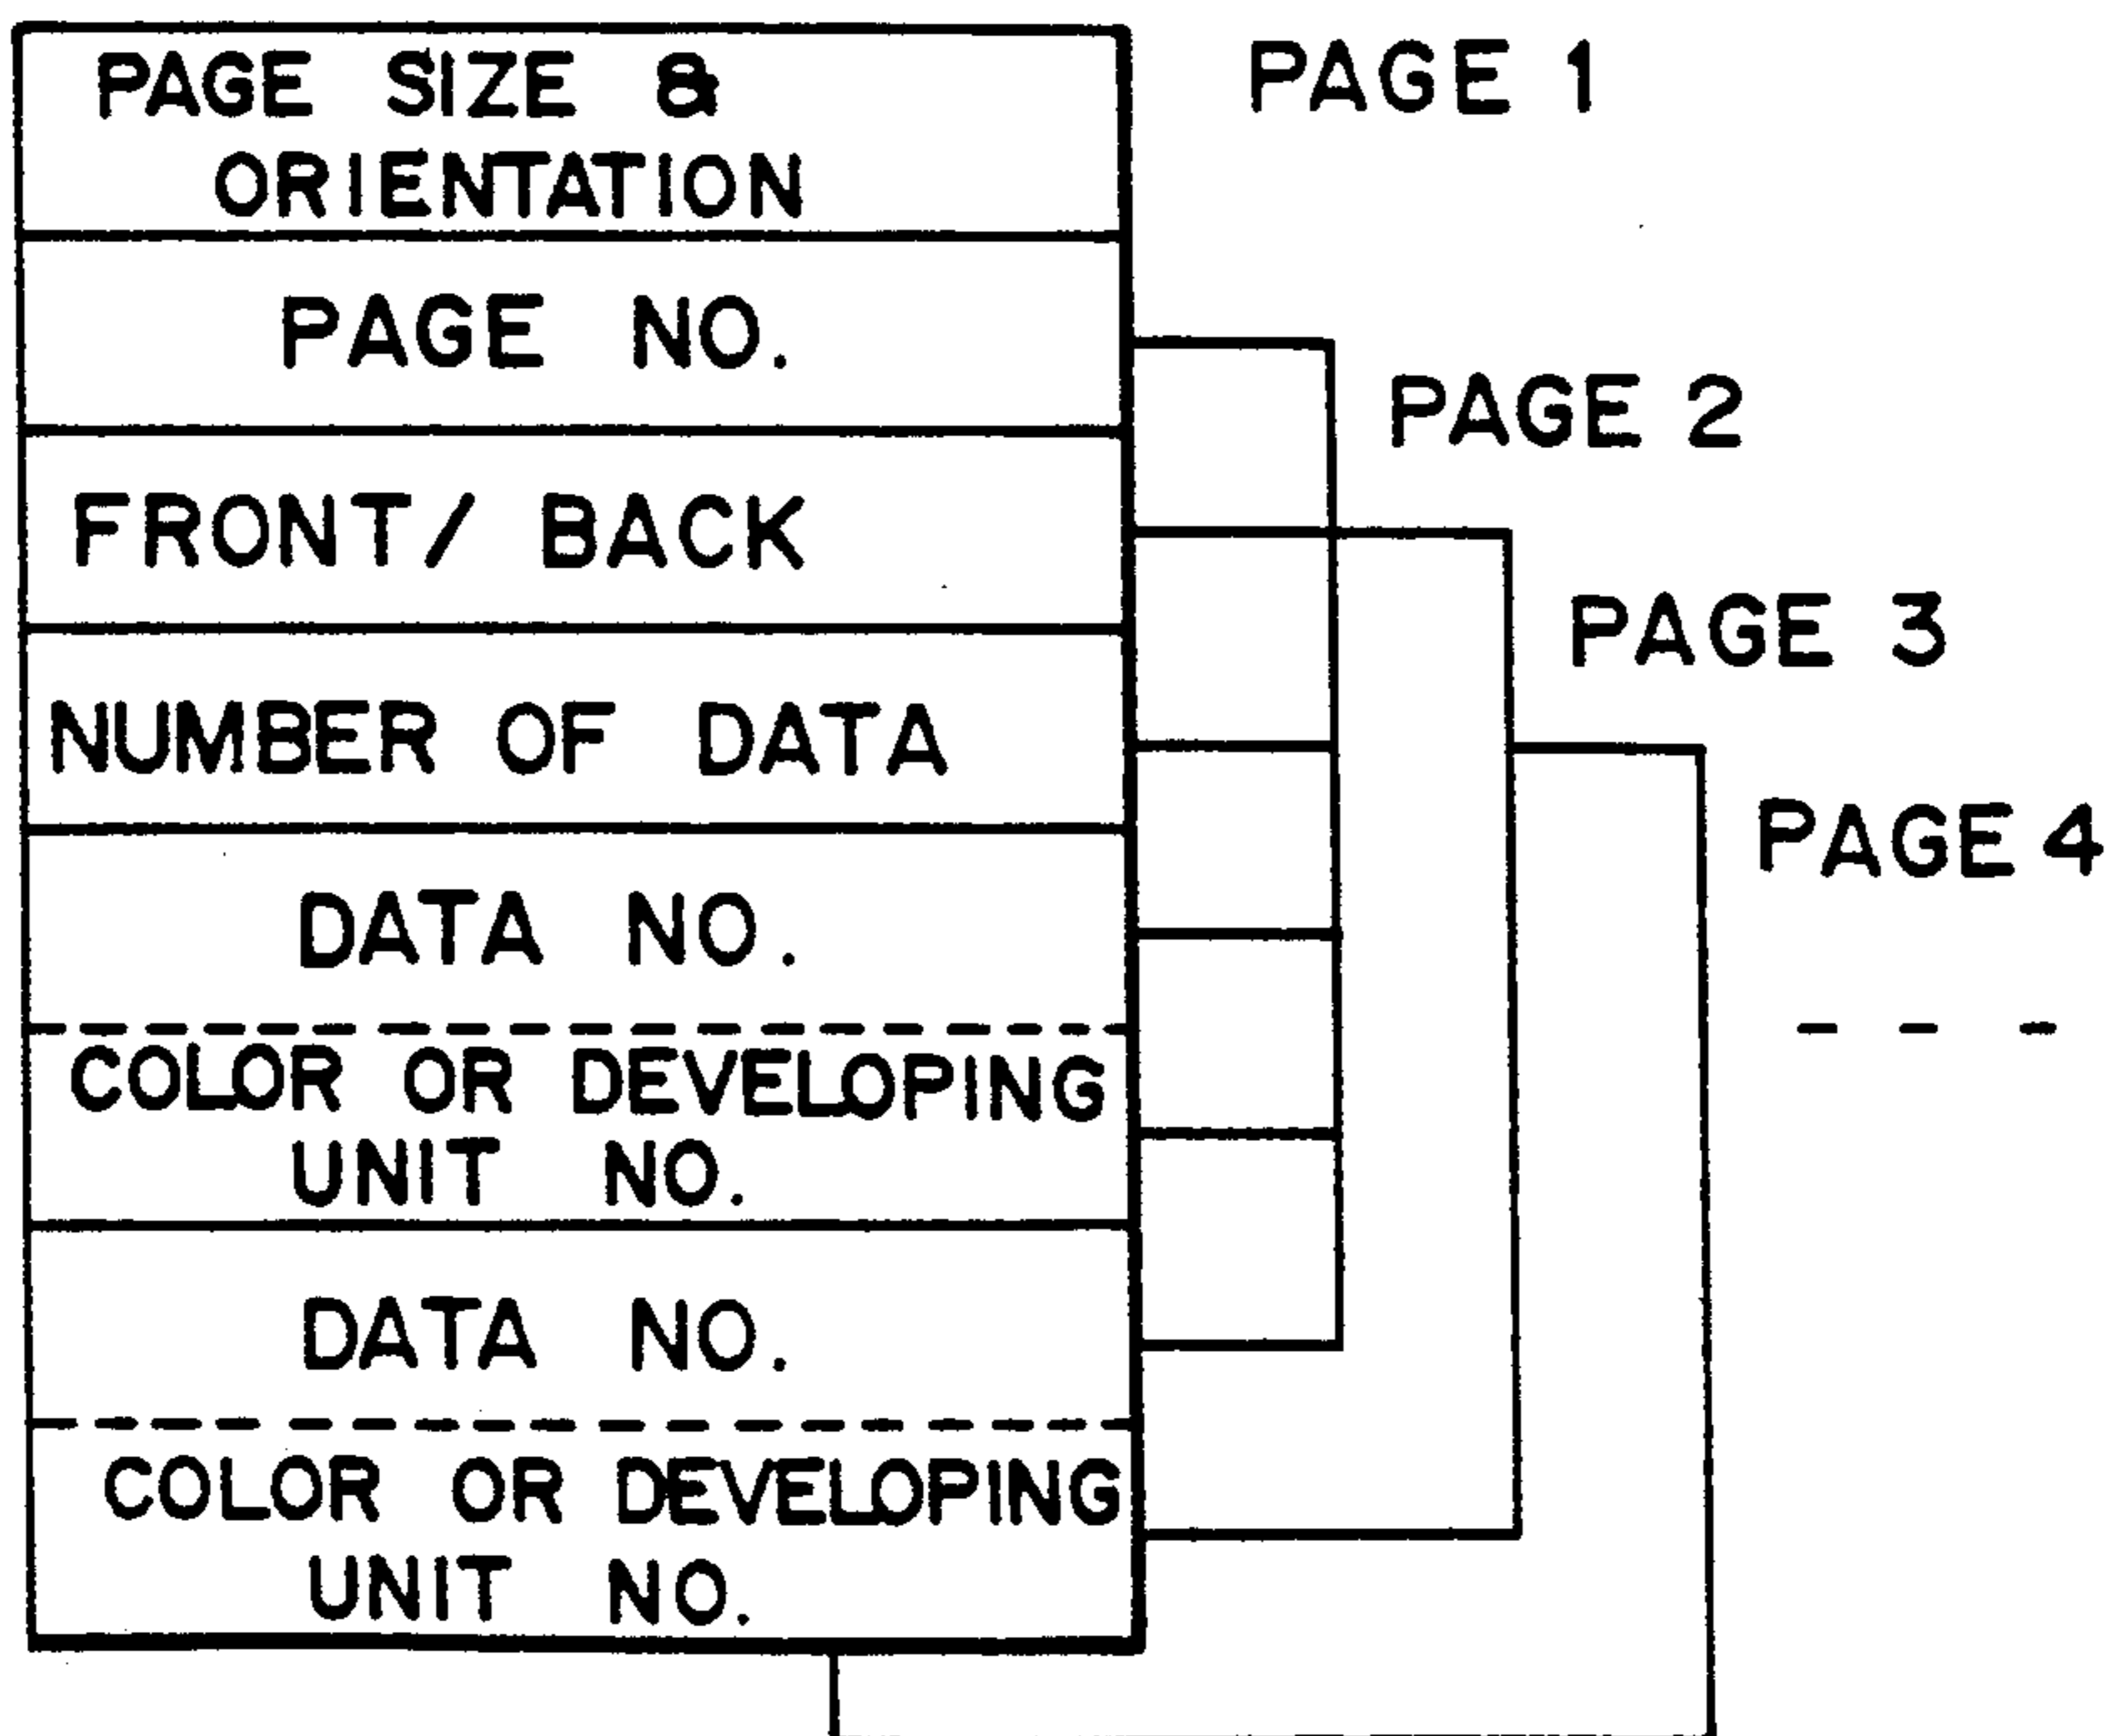 PAGE SIZE &
ORIENTATION
PAGE NO.
FRONT/ BACK
NUMBER OF DATA
DATA NO.
COLOR OR DEVELOPING
UNIT NO.
DATA NO.
COLOR OR DEVELOPING
UNIT NO.
PAGE 1
PAGE 2
PAGE 3
PAGE 4
- - -